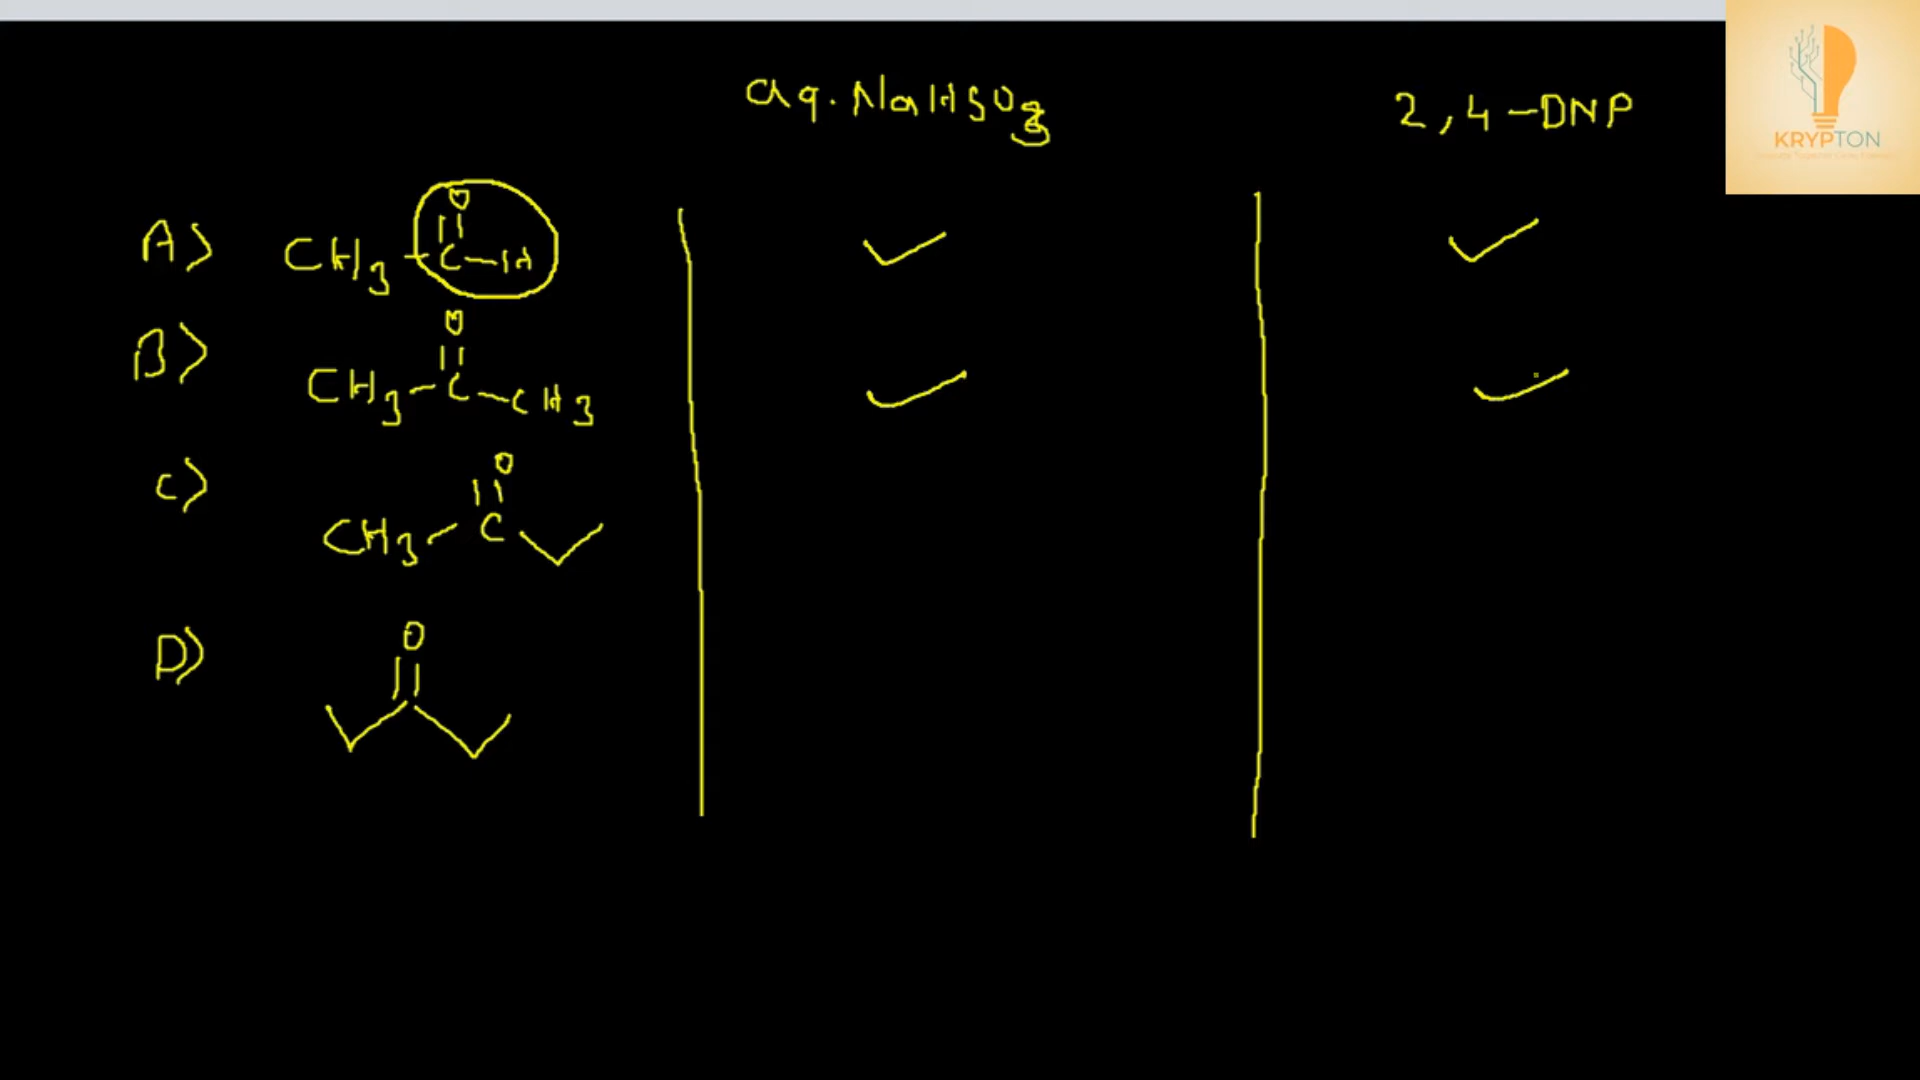 aq. NaHSO3
2,4-DNP
KRYPTON
A) CH3-C-H
O
B) CH3-C-CH3
O
C) CH3-C
O
D) O